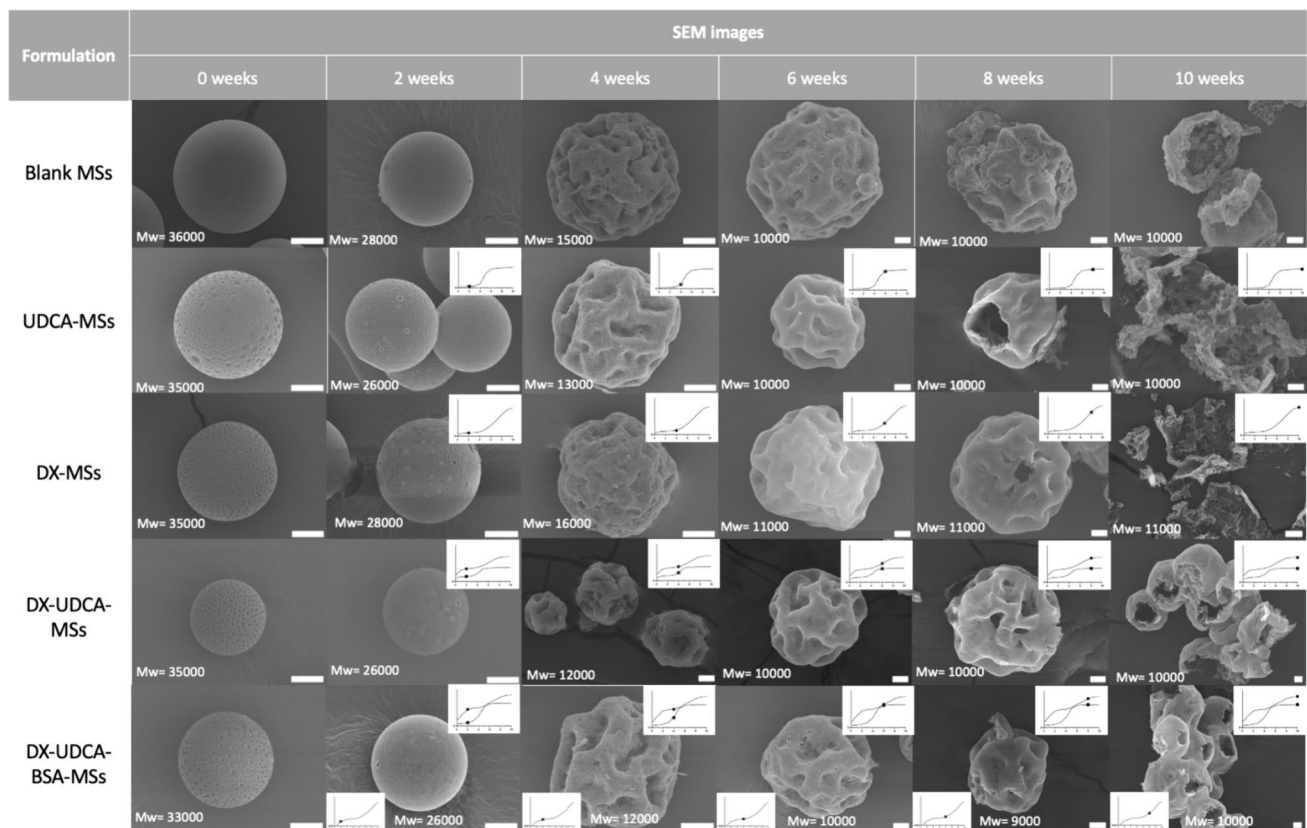 Formulation
SEM images
0 weeks
2 weeks
4 weeks
6 weeks
8 weeks
10 weeks
Blank MSs
Mw= 36000
Mw= 28000
Mw= 15000
Mw= 10000
Mw= 10000
Mw= 10000
UDCA-MSs
Mw= 35000
Mw= 26000
Mw= 13000
Mw= 10000
Mw= 10000
Mw= 10000
DX-MSs
Mw= 35000
Mw= 28000
Mw= 16000
Mw= 11000
Mw= 11000
Mw= 11000
DX-UDCA-
MSs
Mw= 35000
Mw= 26000
Mw= 12000
Mw= 10000
Mw= 10000
Mw= 10000
DX-UDCA-
BSA-MSs
Mw= 33000
Mw= 26000
Mw= 12000
Mw= 10000
Mw= 9000
Mw= 10000